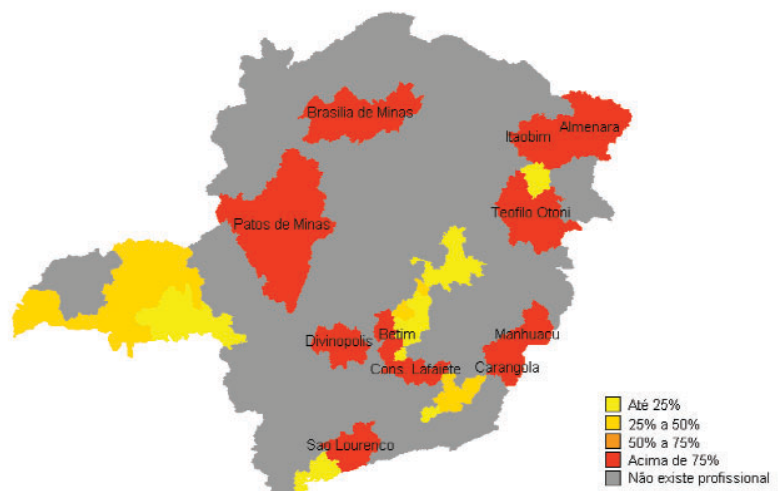 Brasilia de Minas
Almenara
Itaobim
Teofilo Otoni
Patos de Minas
Manhuaçu
Betim
Divinopolis
Cons. Lafaiete
Carangola
Sao Lourenco
Até 25%
25% a 50%
50% a 75%
Acima de 75%
Não existe profissional